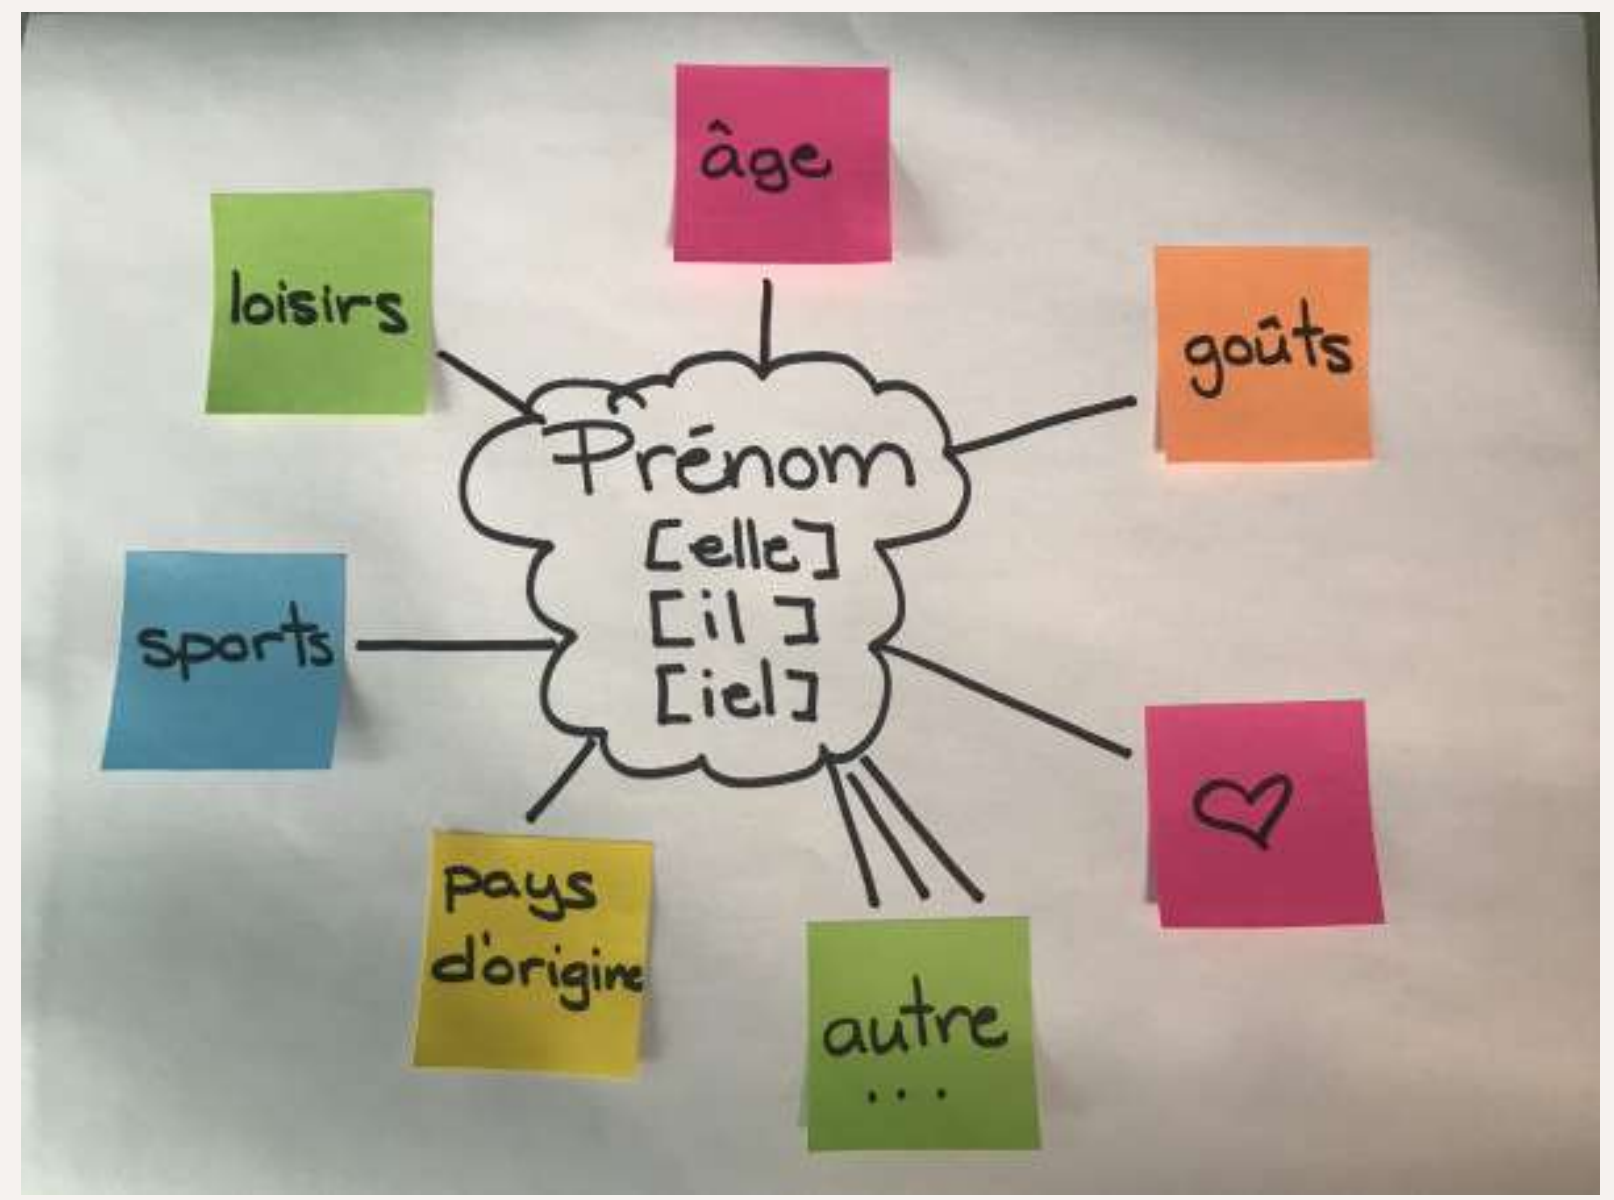 âge
loisirs
goûts
Prénom
[elle]
[il]
[iel]
sports
pays
d'origine
autre
...